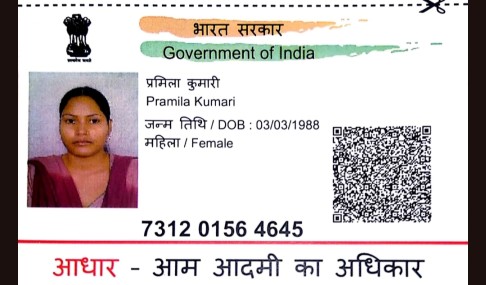 भारत सरकार
Government of India
प्रमिला कुमारी
Pramila Kumari
जन्म तिथि / DOB : 03/03/1988
महिला / Female
7312 0156 4645
आधार - आम आदमी का अधिकार